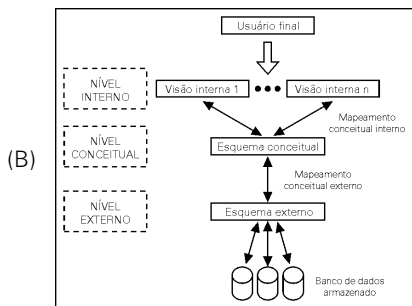 (B)
Usuário final
NÍVEL
INTERNO
Visão interna 1
Visão interna n
Mapeamento
conceitual interno
NÍVEL
CONCEITUAL
Esquema conceitual
Mapeamento
conceitual externo
NÍVEL
EXTERNO
Esquema externo
Banco de dados
armazenado